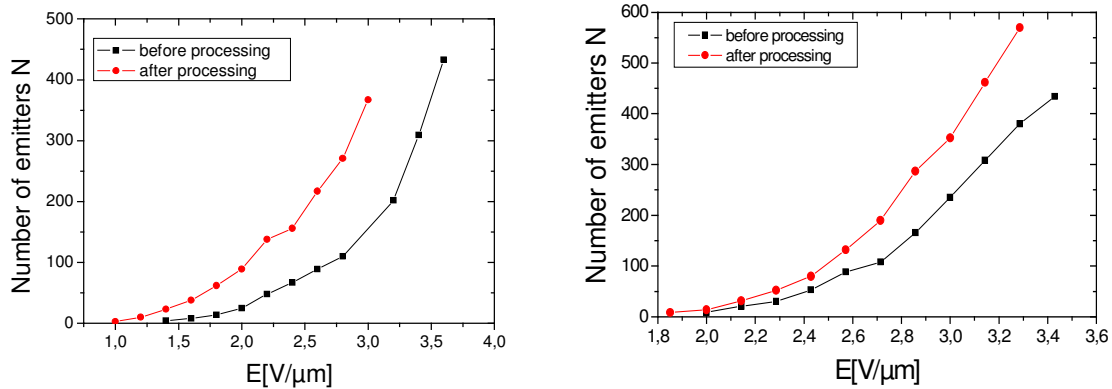 500
400
300
200
100
0
Number of emitters N
before processing
after processing
1,0 1,5 2,0 2,5 3,0 3,5 4,0
E[V/µm]
600
500
400
300
200
100
0
Number of emitters N
before processing
after processing
1,8 2,0 2,2 2,4 2,6 2,8 3,0 3,2 3,4 3,6
E[V/µm]